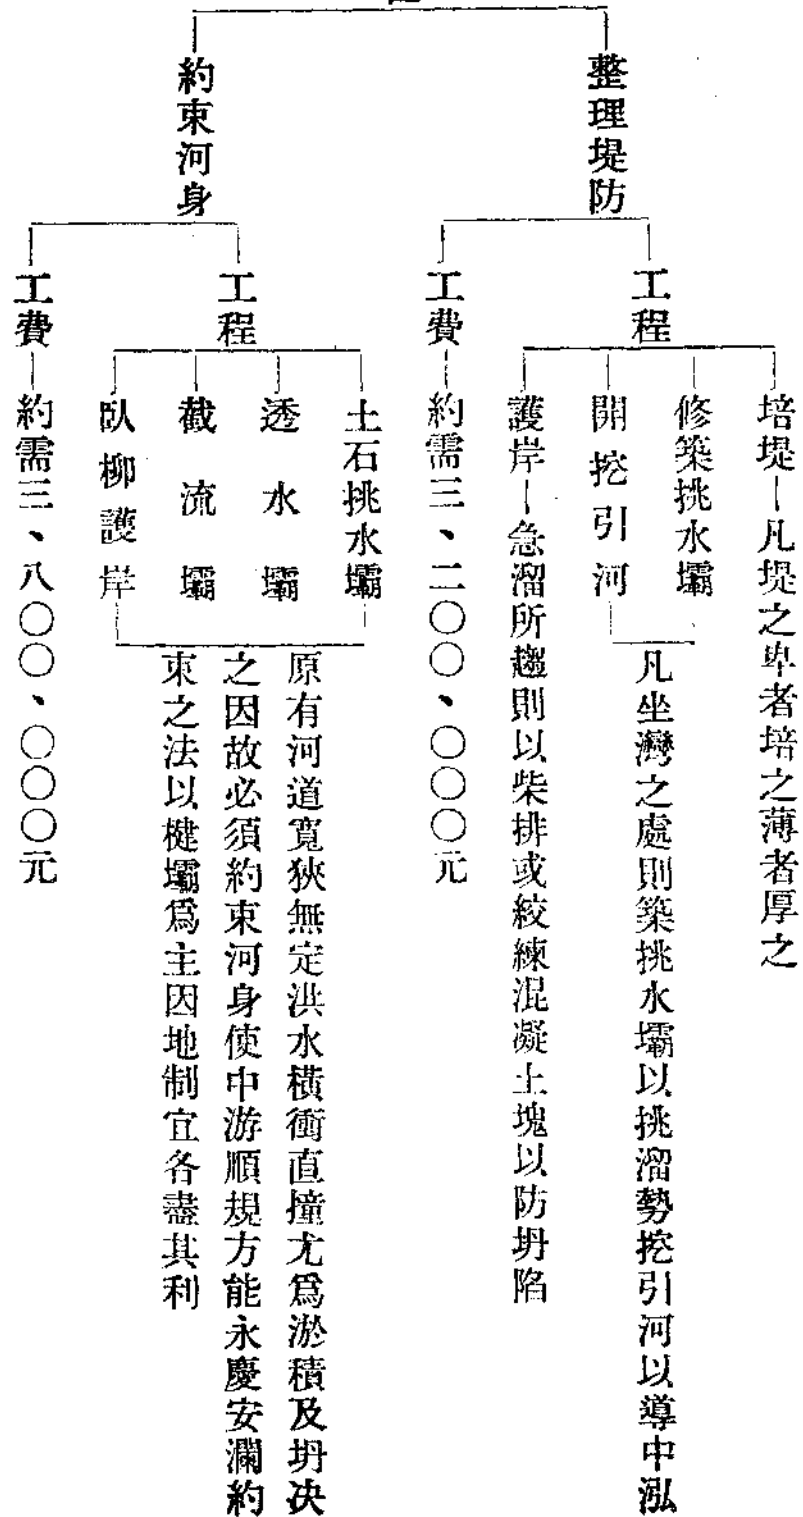 整理堤防
工程
培堤—凡堤之卑者培之薄者厚之
修築挑水壩
開挖引河
凡坐灣之處則築挑水壩以挑溜勢挖引河以導中泓
護岸—急溜所趨則以柴排或絞練混凝土塊以防坍陷
工費—約需三、二〇〇、〇〇〇元
約束河身
工程
土石挑水壩
透水壩
截流壩
臥柳護岸
原有河道寬狹無定洪水橫衝直撞尤爲淤積及坍决
之因故必須約束河身使中游順規方能永慶安瀾約
束之法以楗壩爲主因地制宜各盡其利
工費—約需三、八〇〇、〇〇〇元